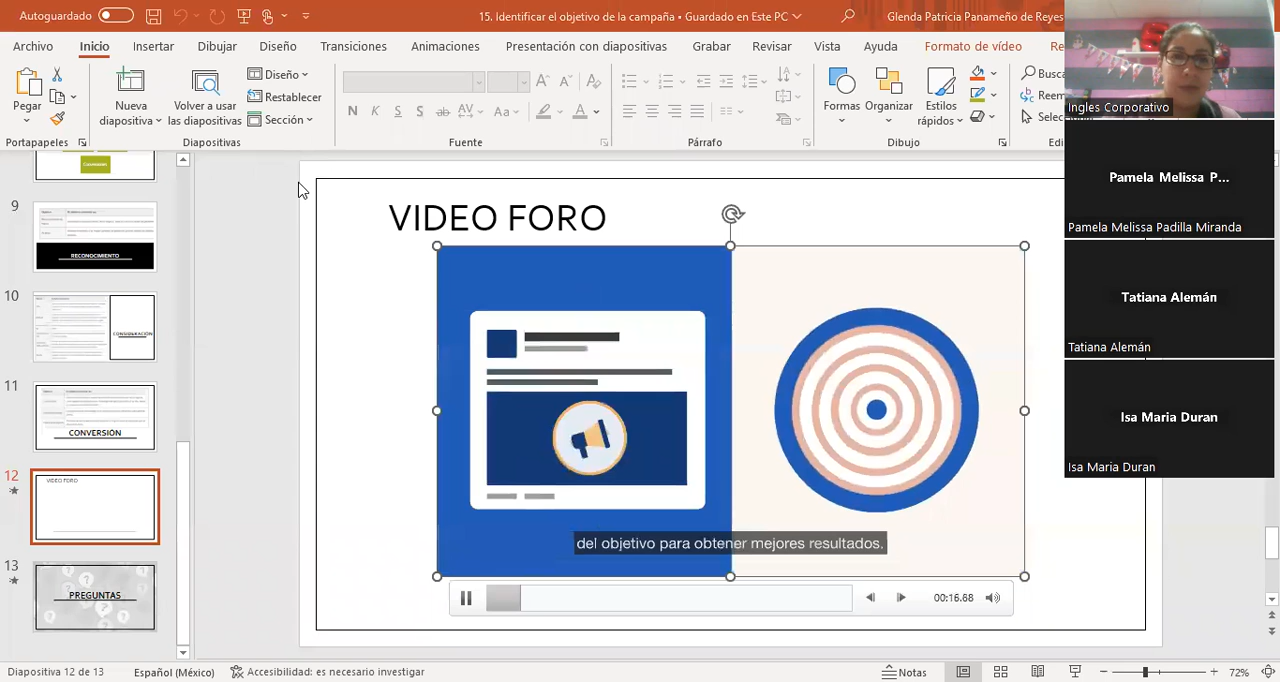 Autoguardado
15. Identificar el objetivo de la campaña • Guardado en Este PC
Glenda Patricia Panameño de Reyes
Archivo Inicio Insertar Dibujar Diseño Transiciones Animaciones Presentación con diapositivas Grabar Revisar Vista Ayuda Formato de vídeo
Pegar
Nueva diapositiva
Volver a usar las diapositivas
Diseño
Restablecer
Sección
N K S S ab AV Aa A
Formas
Organizar
Estilos rápidos
Portapapeles
Diapositivas
Fuente
Párrafo
Dibujo
Ingles Corporativo
Pamela Melissa P...
Pamela Melissa Padilla Miranda
Tatiana Alemán
Tatiana Alemán
Isa Maria Duran
Isa Maria Duran
9
RECONOCIMIENTO
10
CONSIDERACIÓN
11
CONVERSIÓN
12
VIDEO FORO
13
PREGUNTAS
VIDEO FORO
del objetivo para obtener mejores resultados.
00:16.68
Diapositiva 12 de 13
Español (México)
Accesibilidad: es necesario investigar
Notas
72%